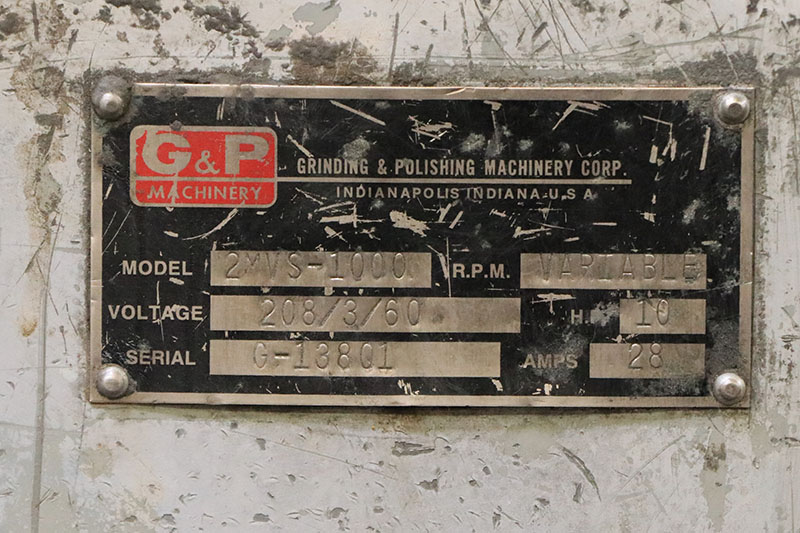 G&P
MACHINERY
GRINDING & POLISHING MACHINERY CORP.
INDIANAPOLIS INDIANA U.S.A
MODEL 2MVS-1000 R.P.M. VARIABLE
VOLTAGE 208/3/60 H.P. 10
SERIAL G-13801 AMPS 28